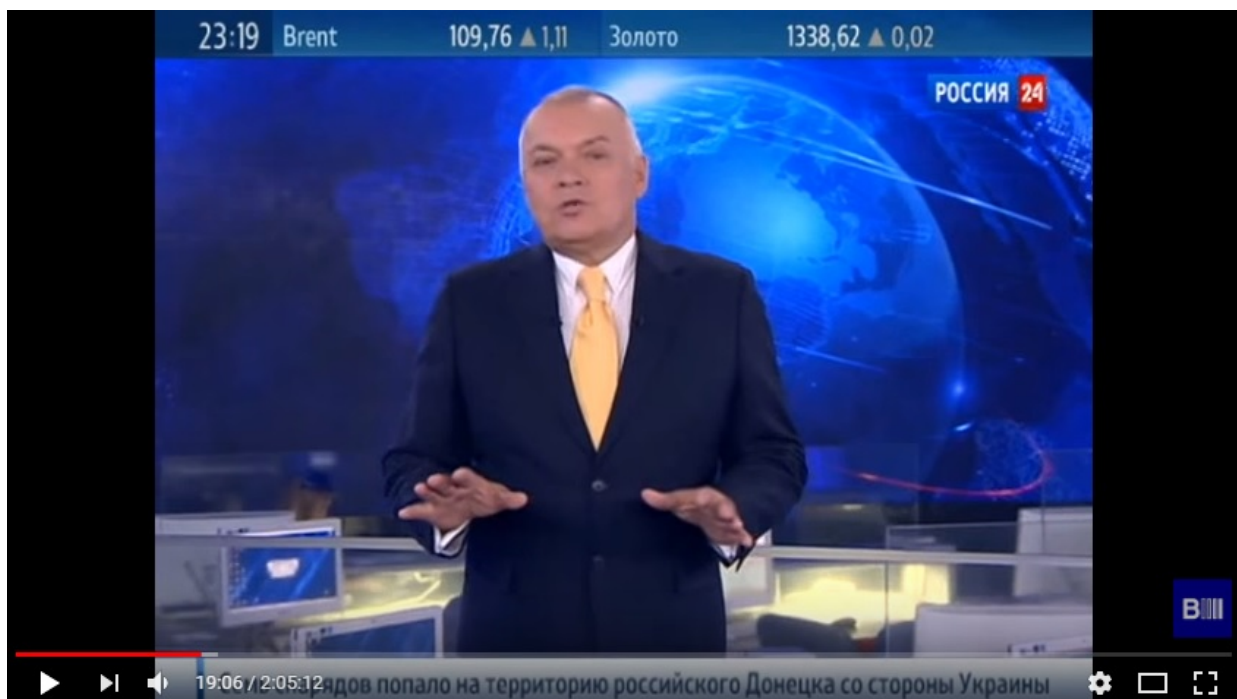 23:19 Brent 109,76 ▲ 1,11 Золото 1338,62 ▲ 0,02
РОССИЯ 24
B
19:06 / 2:05:12
попало на территорию российского Донецка со стороны Украины